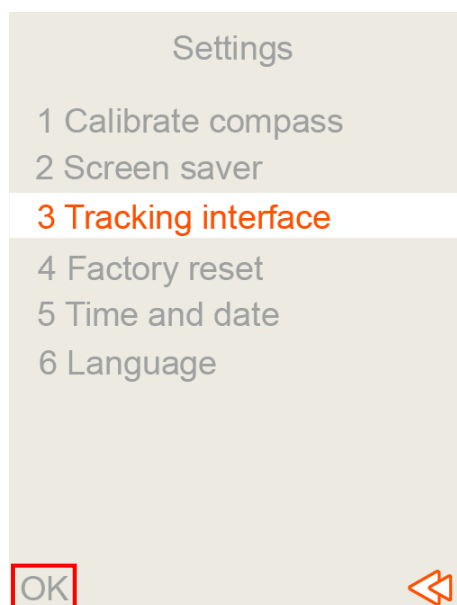 Settings
1 Calibrate compass
2 Screen saver
3 Tracking interface
4 Factory reset
5 Time and date
6 Language
OK